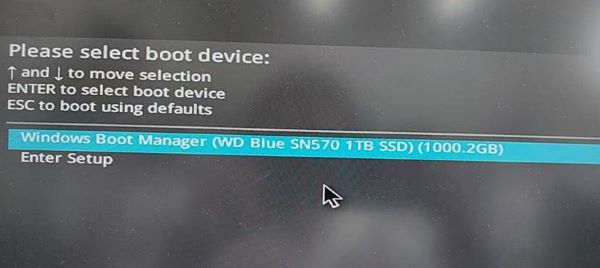 Please select boot device:
↑ and ↓ to move selection
ENTER to select boot device
ESC to boot using defaults
Windows Boot Manager (WD Blue SN570 1TB SSD) (1000.2GB)
Enter Setup